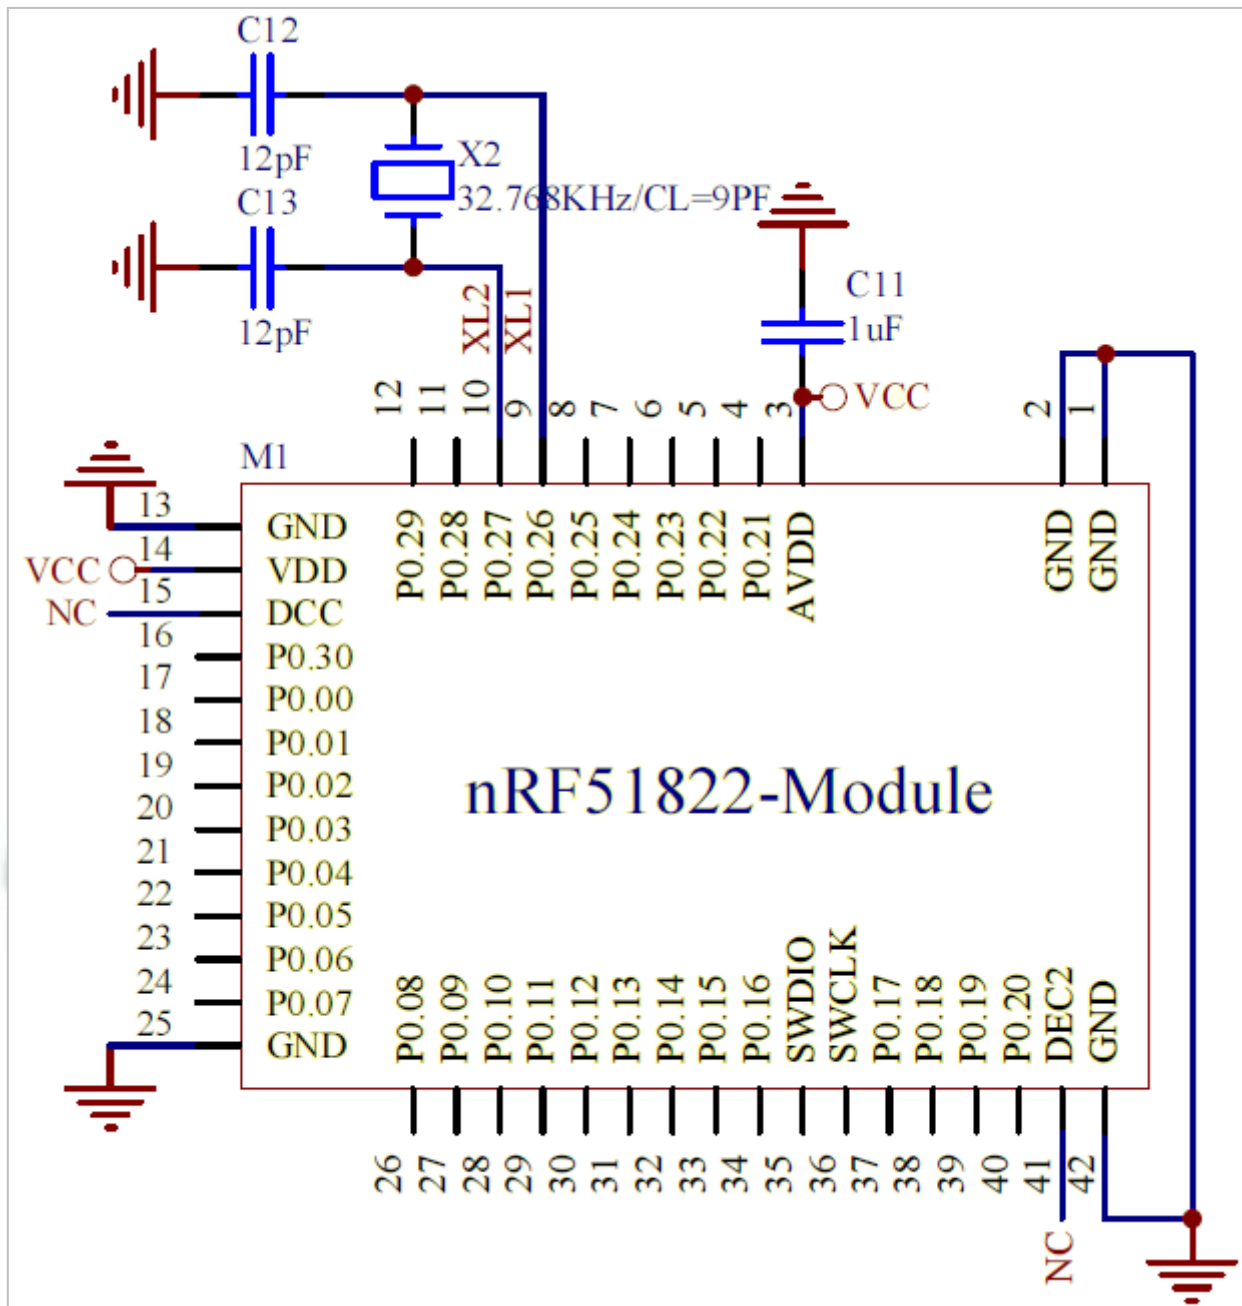 C12
12pF
X2
32.768KHz/CL=9PF
C13
12pF
XL2
XL1
C11
1uF
VCC
12
11
10
9
8
7
6
5
4
3
2
1
M1
P0.29
P0.28
P0.27
P0.26
P0.25
P0.24
P0.23
P0.22
P0.21
AVDD
GND
GND
13 GND
14 VDD
VCC
15 DCC
NC
16 P0.30
17 P0.00
18 P0.01
19 P0.02
20 P0.03
21 P0.04
22 P0.05
23 P0.06
24 P0.07
25 GND
nRF51822-Module
P0.08
P0.09
P0.10
P0.11
P0.12
P0.13
P0.14
P0.15
P0.16
SWDIO
SWCLK
P0.17
P0.18
P0.19
P0.20
DEC2
GND
26
27
28
29
30
31
32
33
34
35
36
37
38
39
40
41
42
NC